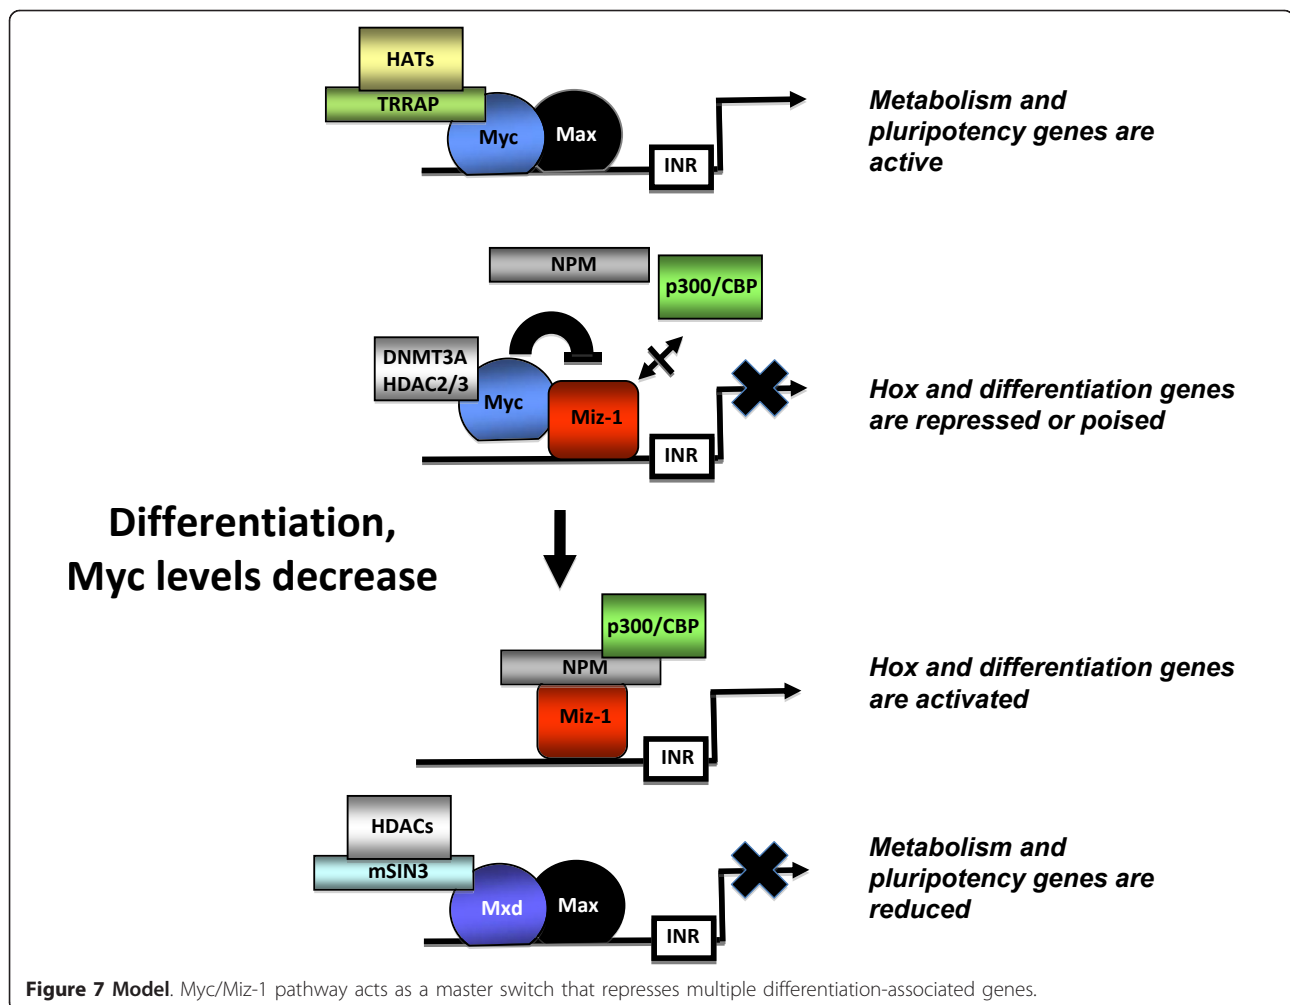 HATs
TRRAP
Myc
Max
INR
Metabolism and
pluripotency genes are
active
NPM
p300/CBP
DNMT3A
HDAC2/3
Myc
Miz-1
INR
Hox and differentiation genes
are repressed or poised
Differentiation,
Myc levels decrease
p300/CBP
NPM
Miz-1
INR
Hox and differentiation genes
are activated
HDACs
mSIN3
Mxd
Max
INR
Metabolism and
pluripotency genes are
reduced
Figure 7 Model. Myc/Miz-1 pathway acts as a master switch that represses multiple differentiation-associated genes.